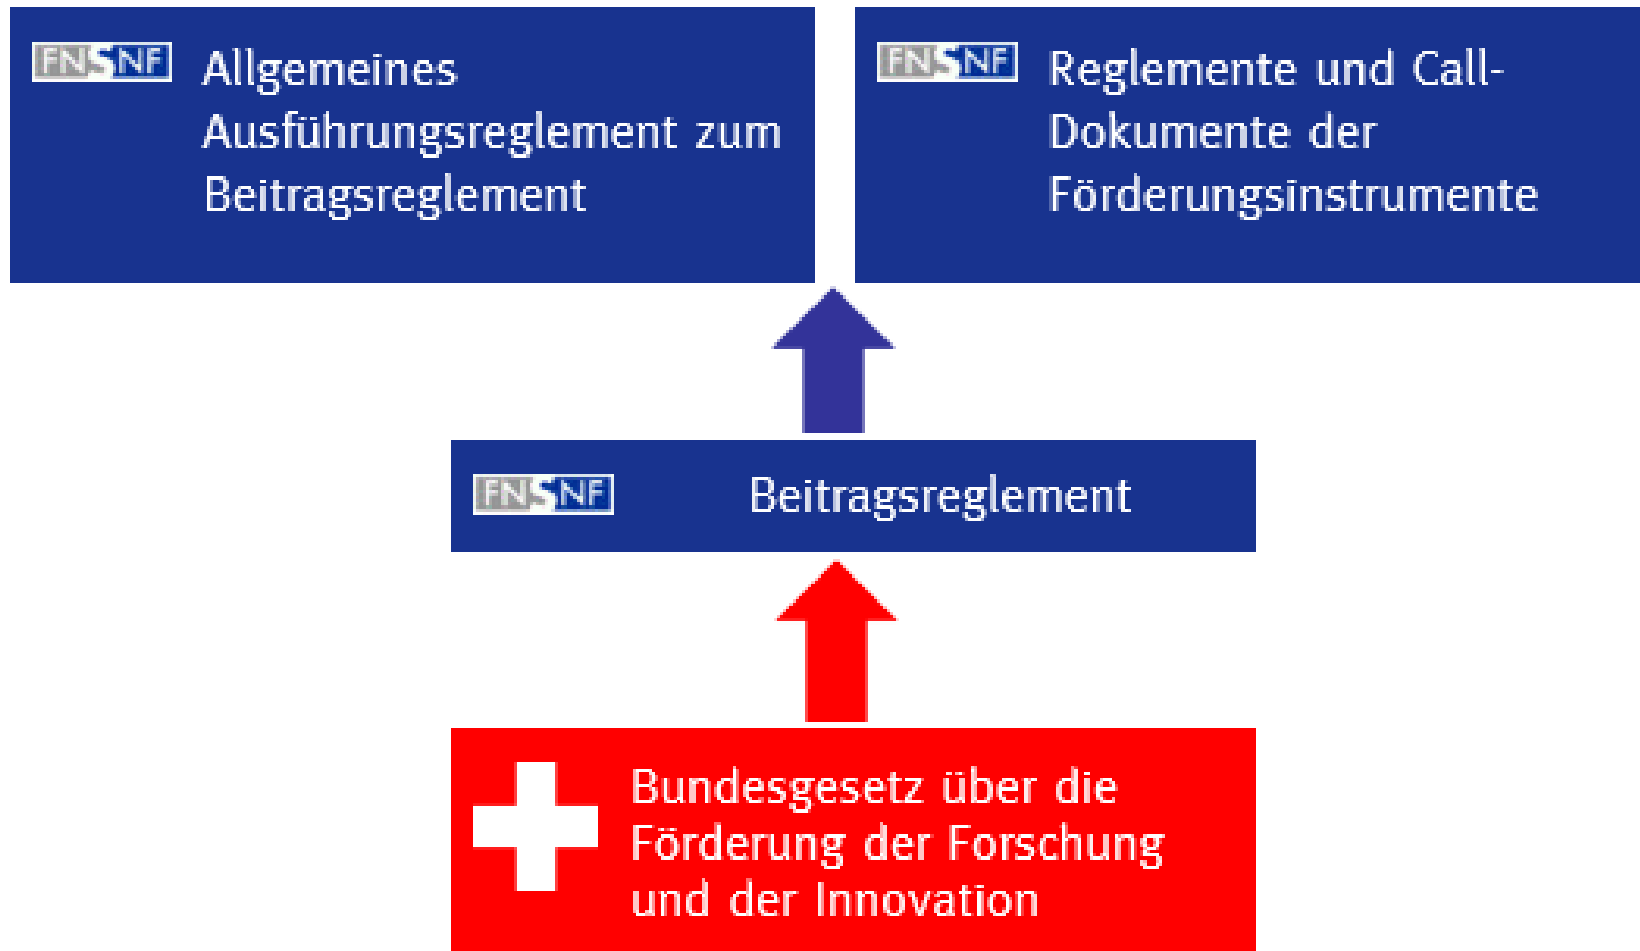 FNSNF Allgemeines
Ausführungsreglement zum
Beitragsreglement
FNSNF Reglemente und Call-
Dokumente der
Förderungsinstrumente
FNSNF Beitragsreglement
Bundesgesetz über die
Förderung der Forschung
und der Innovation